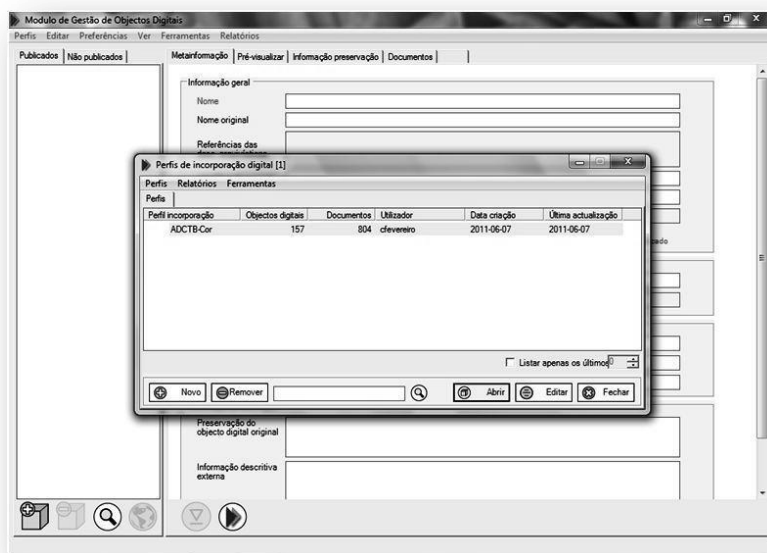 Modulo de Gestão de Objectos Digitais
Perfis Editar Preferências Ver Ferramentas Relatórios
Publicados Não publicados
Metainformação Pré-visualizar Informação preservação Documentos
Informação geral
Nome
Nome original
Referências das
Perfis de incorporação digital [1]
Perfis Relatórios Ferramentas
Perfis
Perfil incorporação Objectos digitais Documentos Utilizador Data criação Última actualização
ADCTB-Cor 157 804 cfevereiro 2011-06-07 2011-06-07
Listar apenas os últimos 0
Novo Remover Abrir Editar Fechar
Preservação do
objecto digital original
Informação descritiva
externa